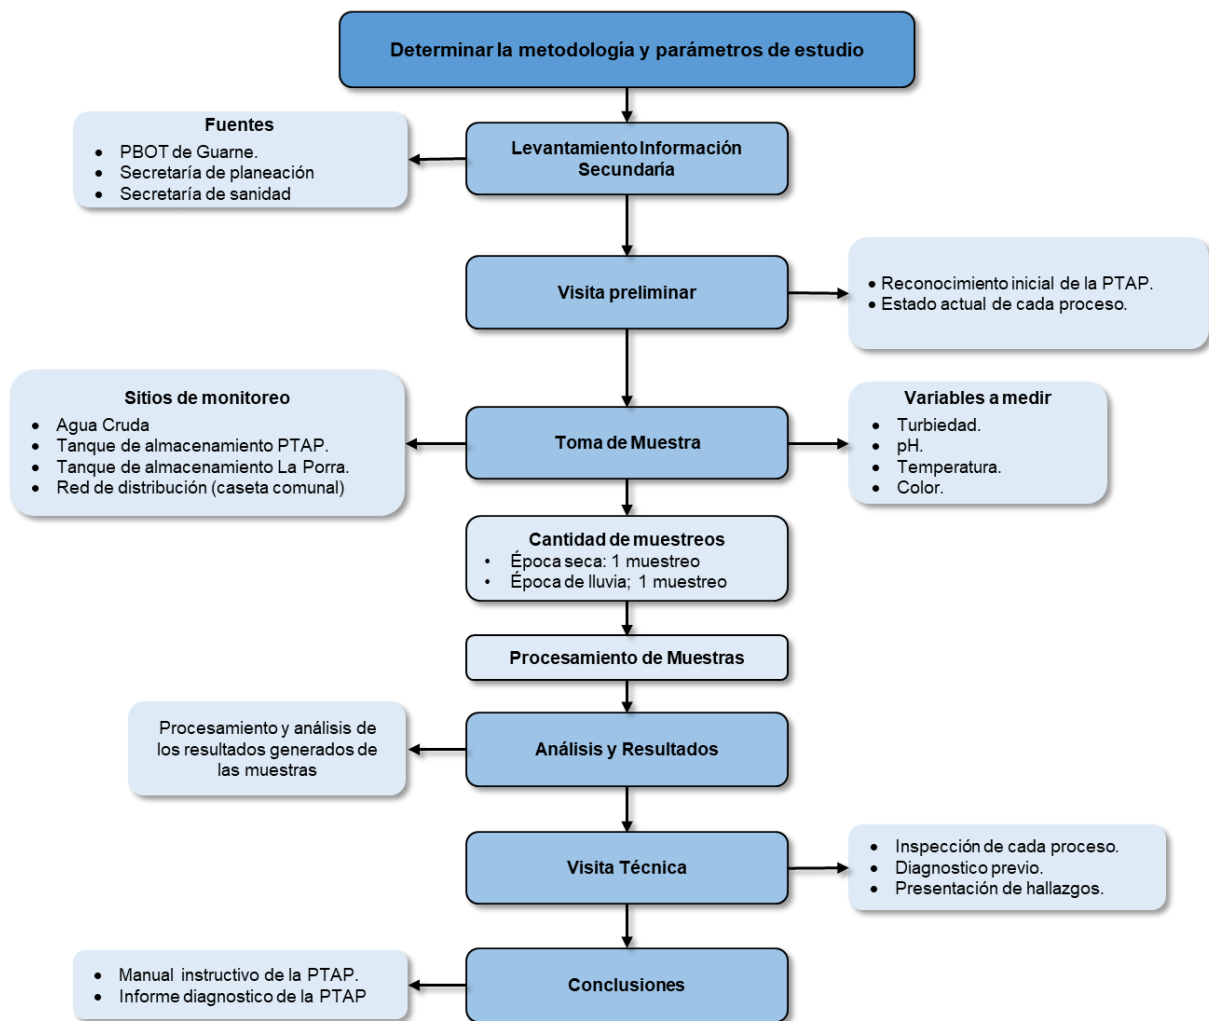 Determinar la metodología y parámetros de estudio
Fuentes
• PBOT de Guarne.
• Secretaría de planeación
• Secretaría de sanidad
Levantamiento Información
Secundaría
Visita preliminar
• Reconocimiento inicial de la PTAP.
• Estado actual de cada proceso.
Sitios de monitoreo
• Agua Cruda
• Tanque de almacenamiento PTAP.
• Tanque de almacenamiento La Porra.
• Red de distribución (caseta comunal)
Toma de Muestra
Variables a medir
• Turbiedad.
• pH.
• Temperatura.
• Color.
Cantidad de muestreos
• Época seca: 1 muestreo
• Época de lluvia; 1 muestreo
Procesamiento de Muestras
Procesamiento y análisis de
los resultados generados de
las muestras
Análisis y Resultados
Visita Técnica
• Inspección de cada proceso.
• Diagnostico previo.
• Presentación de hallazgos.
• Manual instructivo de la PTAP.
• Informe diagnostico de la PTAP
Conclusiones